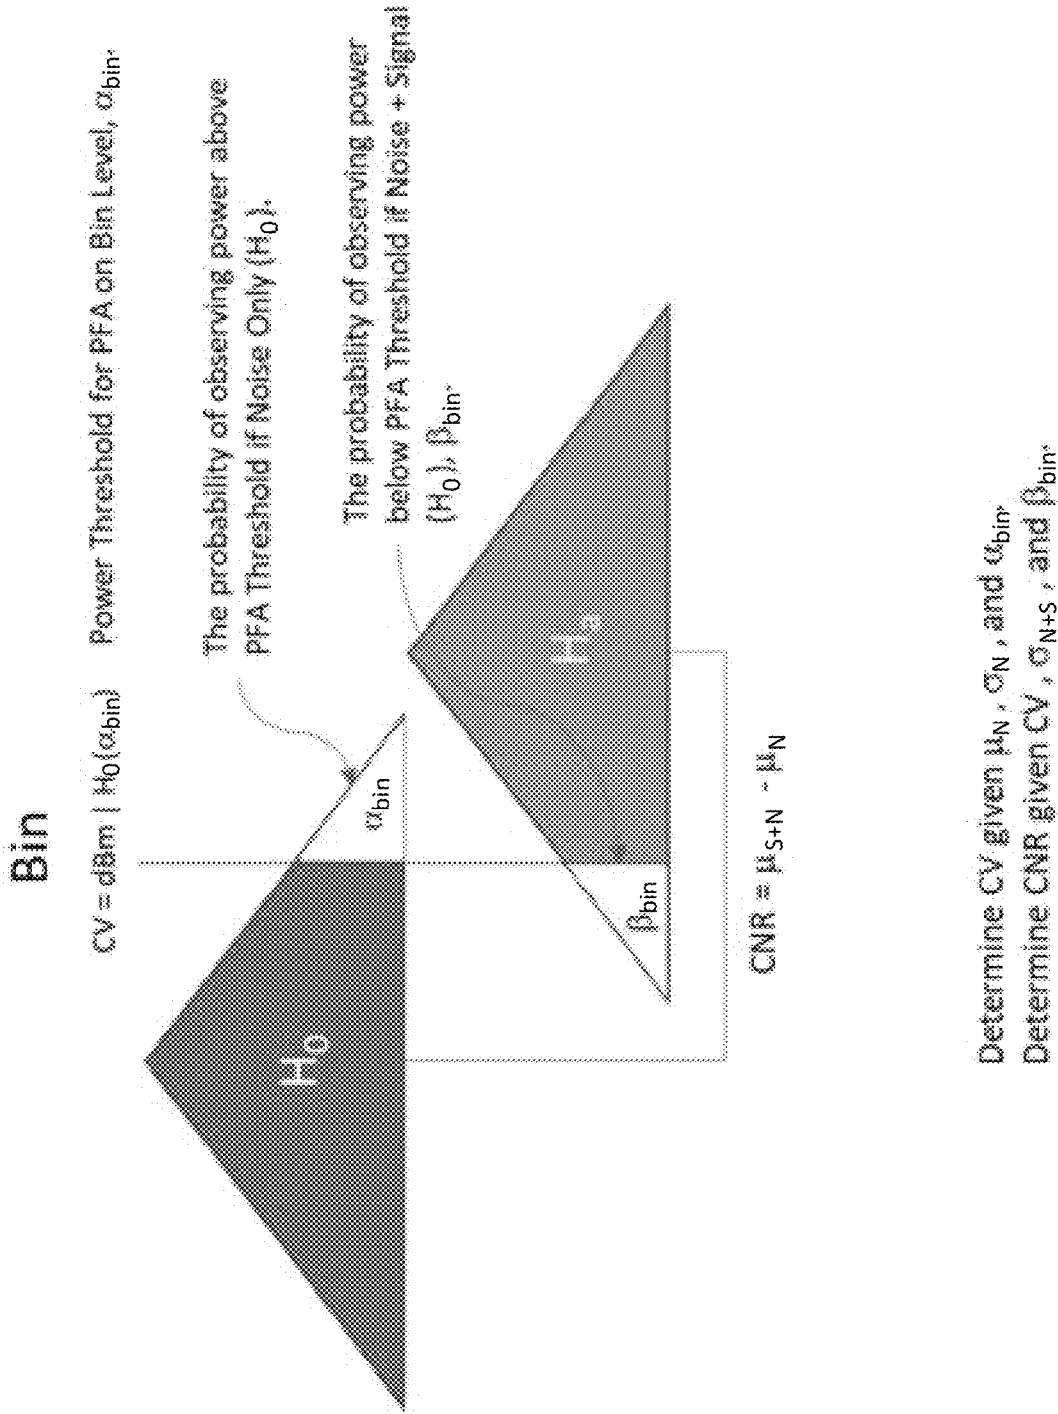 Bin
CV = dBm | H0(αbin)
Power Threshold for PFA on Bin Level, αbin.
The probability of observing power above
PFA Threshold if Noise Only (H0).
The probability of observing power
below PFA Threshold if Noise + Signal
(H0), βbin.
H0
αbin
Ha
βbin
CNR = μS+N - μN
Determine CV given μN, σN, and αbin.
Determine CNR given CV, σN+S, and βbin.